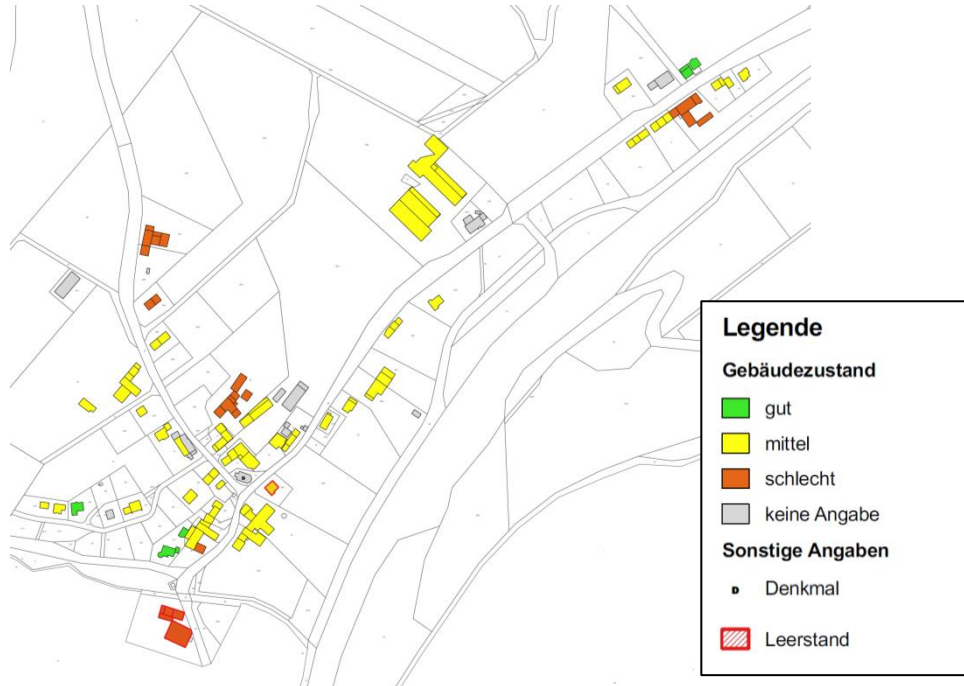 Legende
Gebäudezustand
gut
mittel
schlecht
keine Angabe
Sonstige Angaben
D Denkmal
Leerstand